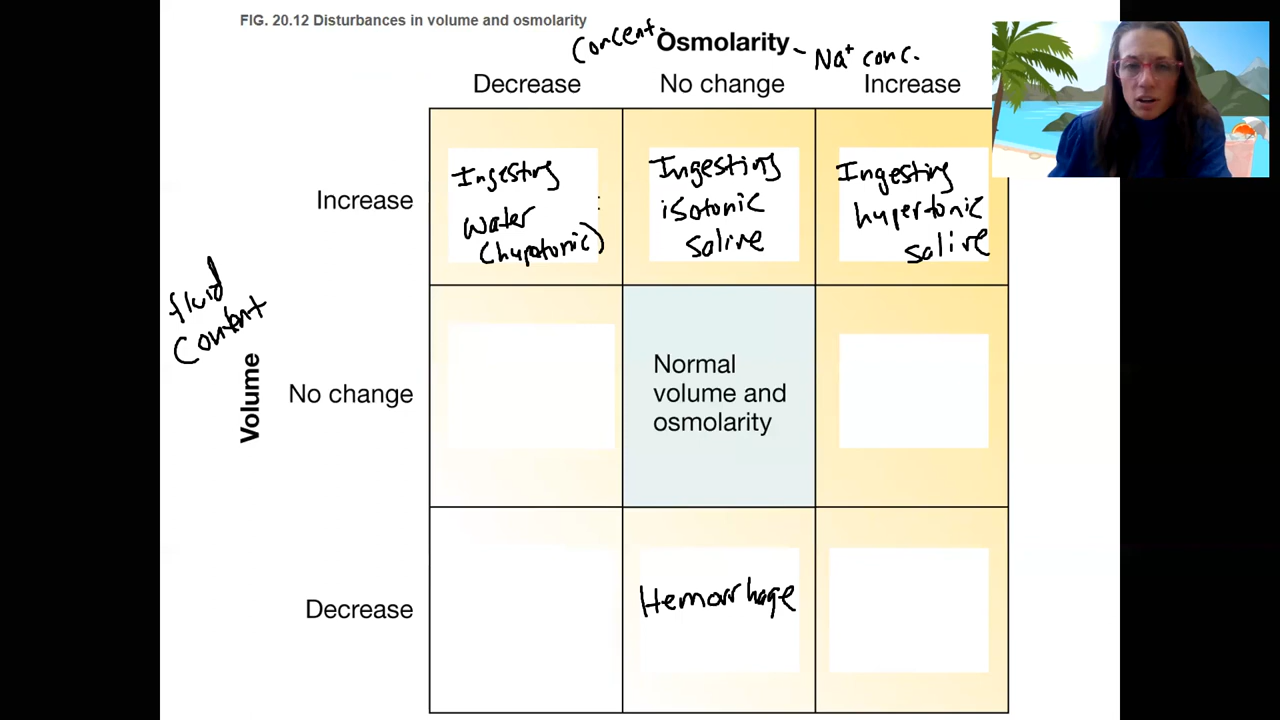 FIG. 20.12 Disturbances in volume and osmolarity
Concent. Osmolarity - Na+ conc.
Decrease No change Increase
Increase
Ingesting
water
(hypotonic)
Ingesting
isotonic
saline
Ingesting
hypertonic
saline
fluid
content
Volume
No change
Normal
volume and
osmolarity
Decrease
Hemorrhage